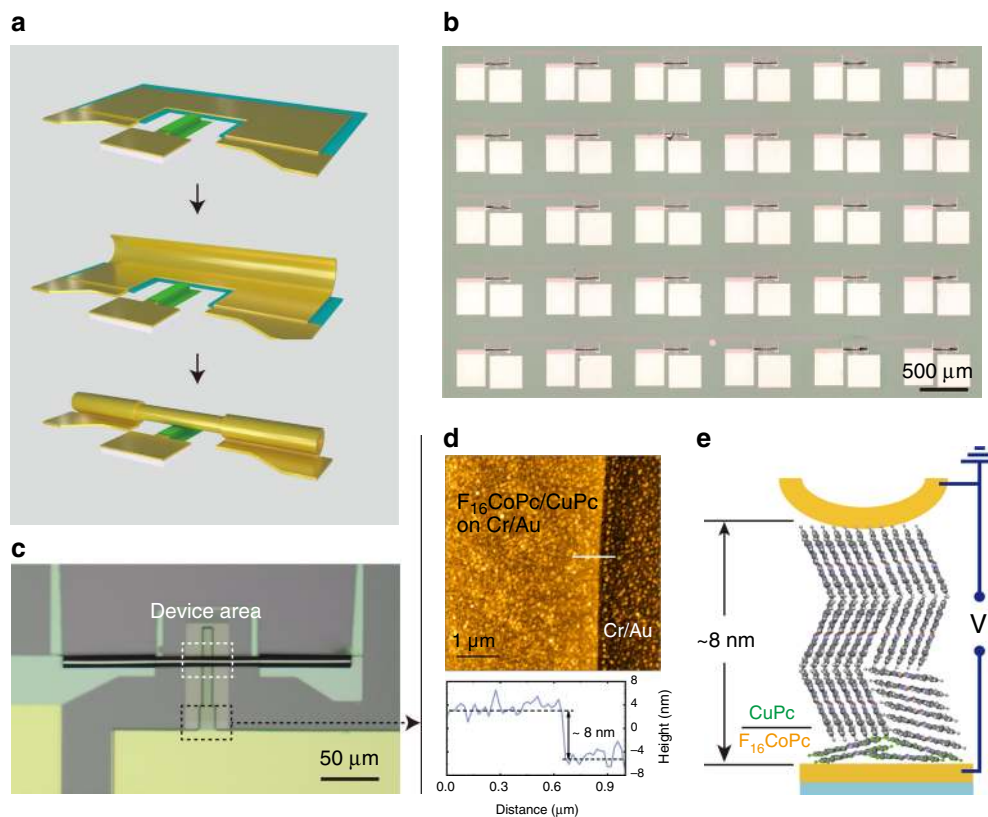 a
b
500 μm
c
Device area
50 μm
d
F₁₆CoPc/CuPc
on Cr/Au
1 μm
Cr/Au
8
4
0
−4
−8
Height (nm)
~ 8 nm
0.0
0.3
0.6
0.9
Distance (μm)
e
~8 nm
V
CuPc
F₁₆CoPc